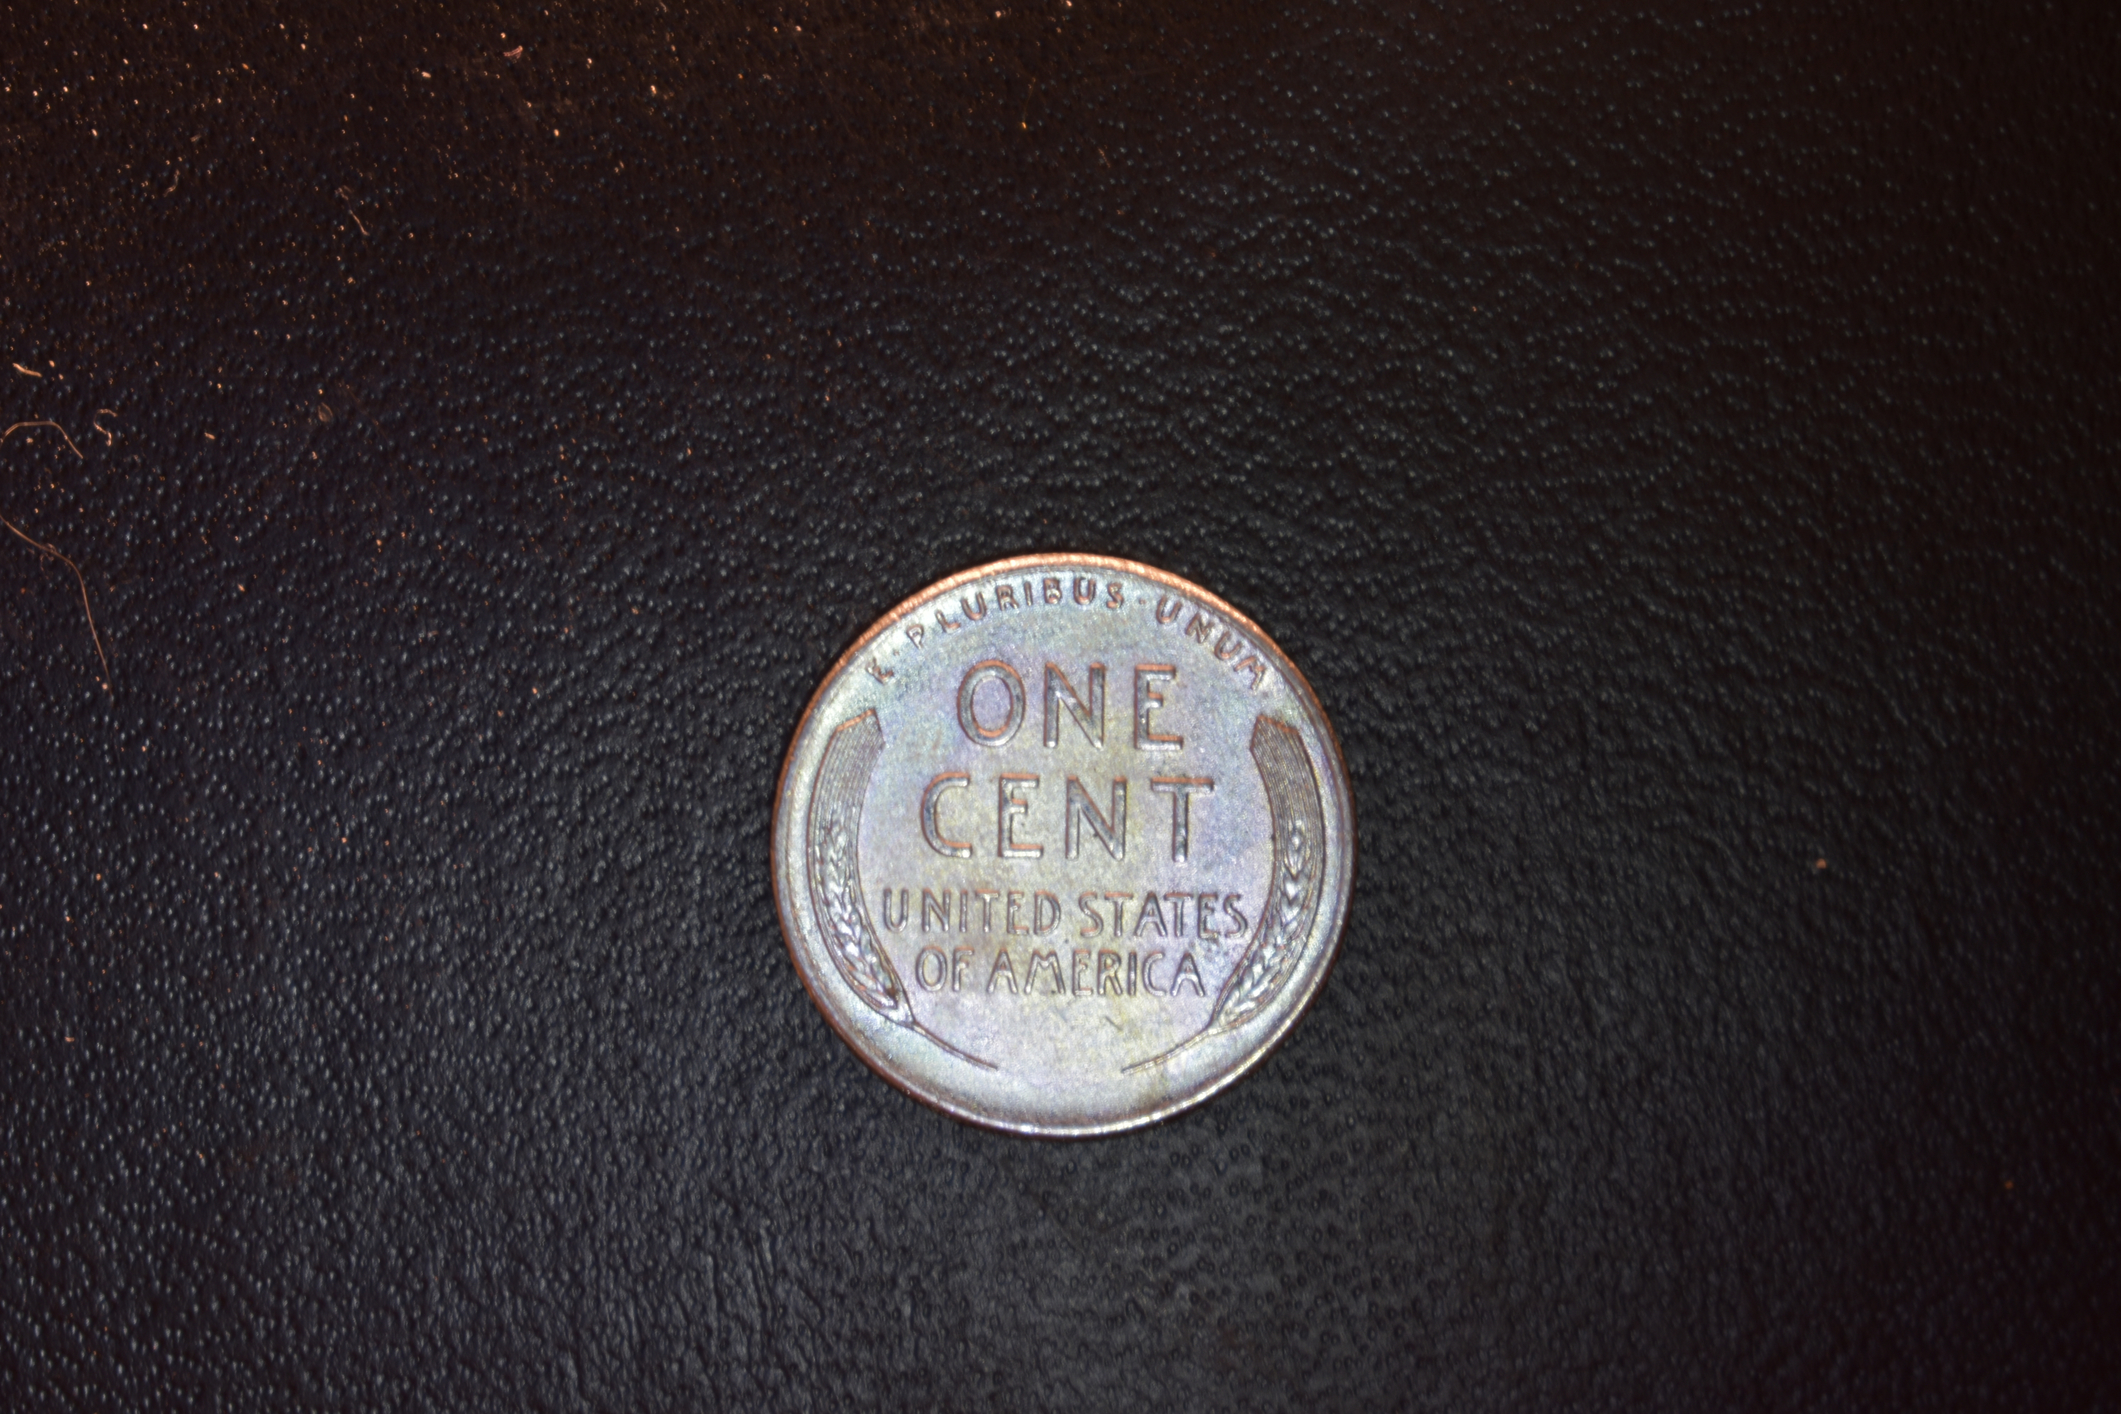 E · PLURIBUS · UNUM
ONE
CENT
UNITED STATES
OF AMERICA